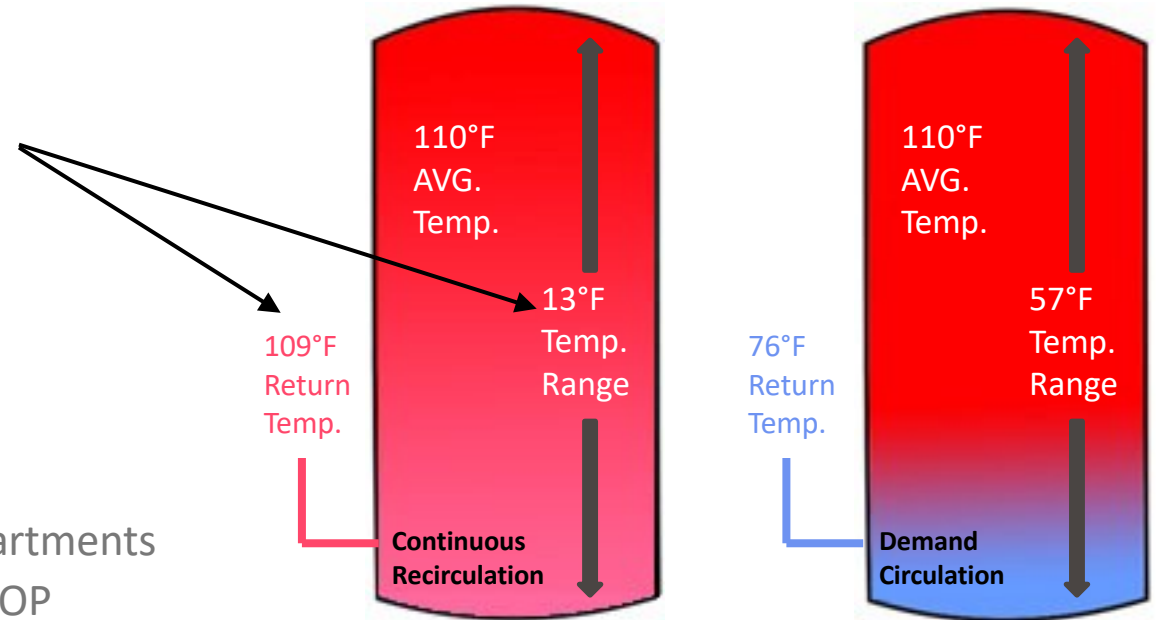 110°F
AVG.
Temp.
13°F
Temp.
Range
109°F
Return
Temp.
Continuous
Recirculation
110°F
AVG.
Temp.
57°F
Temp.
Range
76°F
Return
Temp.
Demand
Circulation